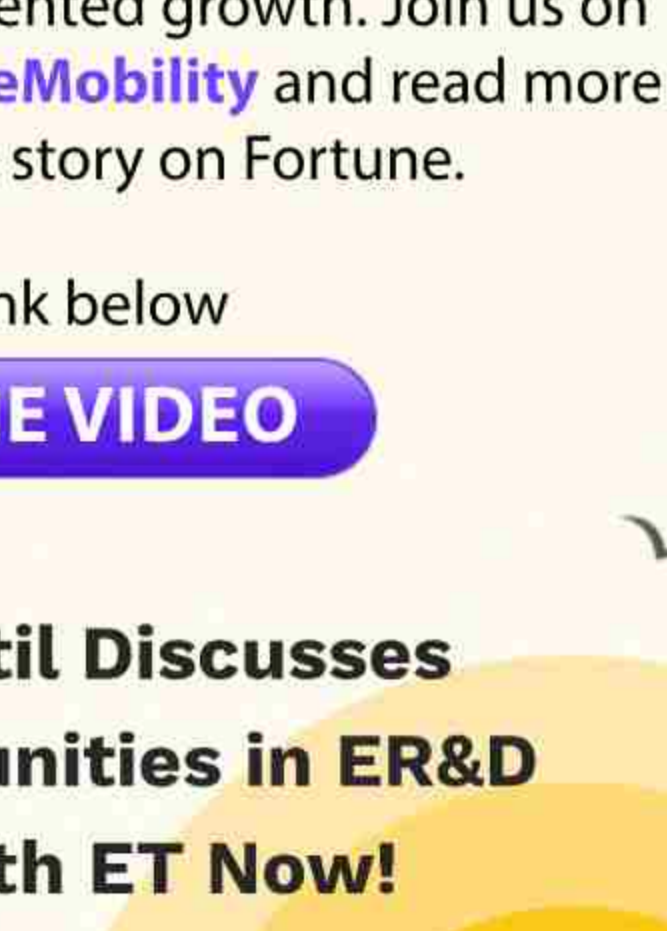 ented growth. Join us on
eMobility and read more
story on Fortune.
nk below
E VIDEO
til Discusses
unities in ER&D
th ET Now!